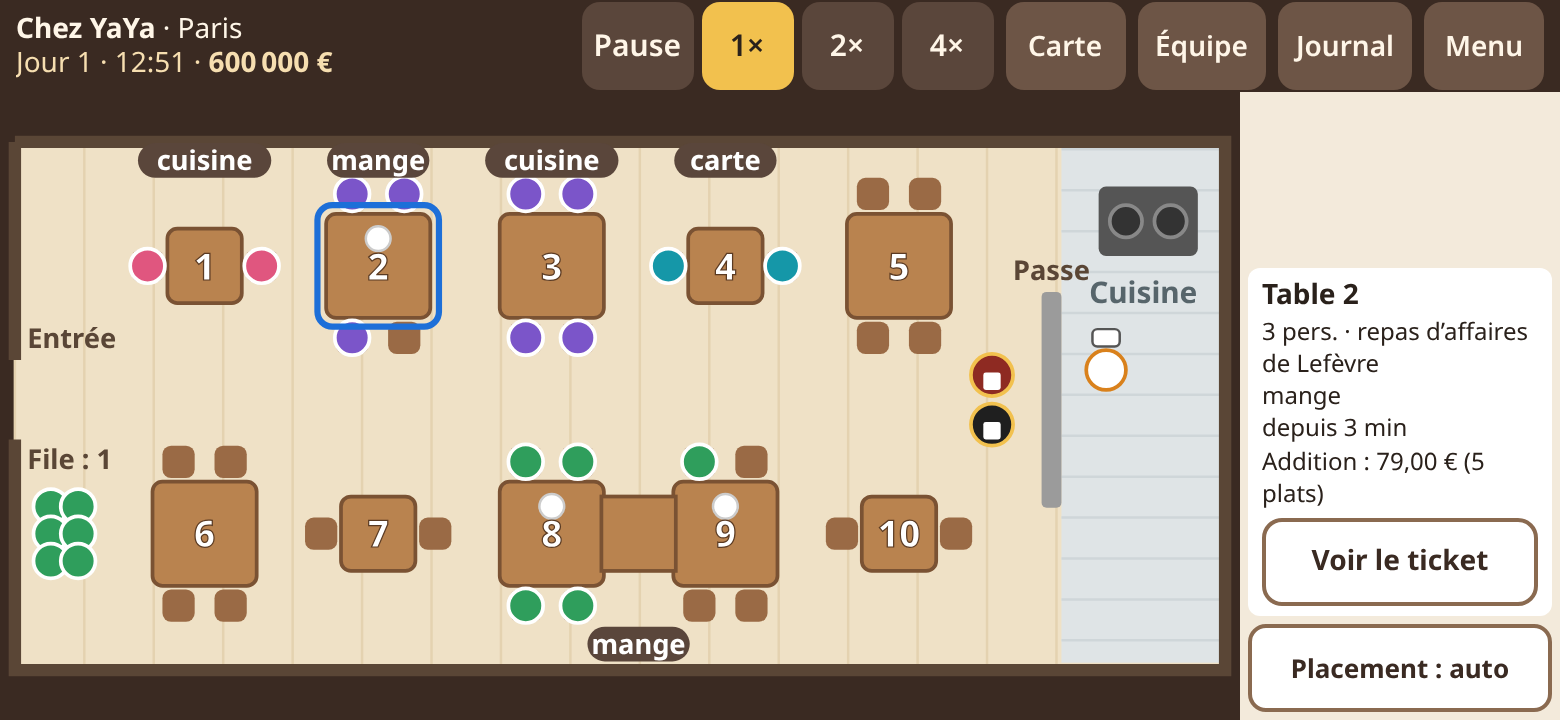 Chez YaYa · Paris
Jour 1 · 12:51 · 600 000 €
Pause
1×
2×
4×
Carte
Équipe
Journal
Menu
cuisine
mange
cuisine
carte
1
2
3
4
5
Passe
Cuisine
Entrée
File : 1
6
7
8
9
10
mange
Table 2
3 pers. · repas d’affaires
de Lefèvre
mange
depuis 3 min
Addition : 79,00 € (5
plats)
Voir le ticket
Placement : auto